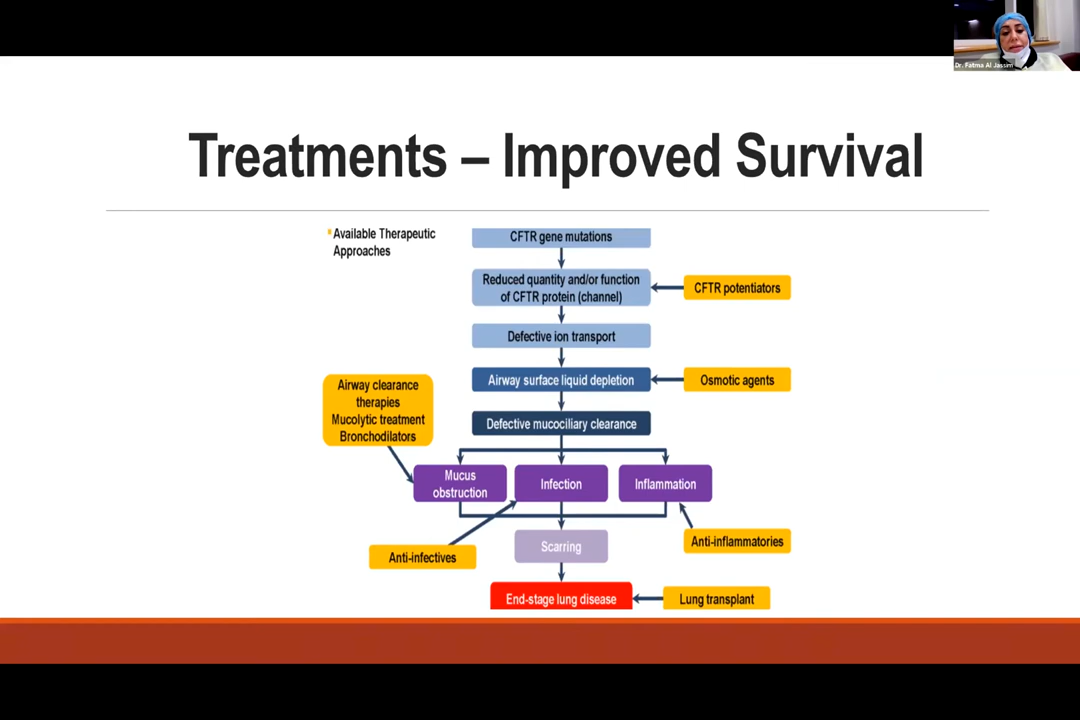 Dr. Fatma Al Jassim
Treatments – Improved Survival
Available Therapeutic
Approaches
CFTR gene mutations
Reduced quantity and/or function
of CFTR protein (channel)
CFTR potentiators
Defective ion transport
Airway surface liquid depletion
Osmotic agents
Airway clearance
therapies
Mucolytic treatment
Bronchodilators
Defective mucociliary clearance
Mucus
obstruction
Infection
Inflammation
Anti-infectives
Scarring
Anti-inflammatories
End-stage lung disease
Lung transplant